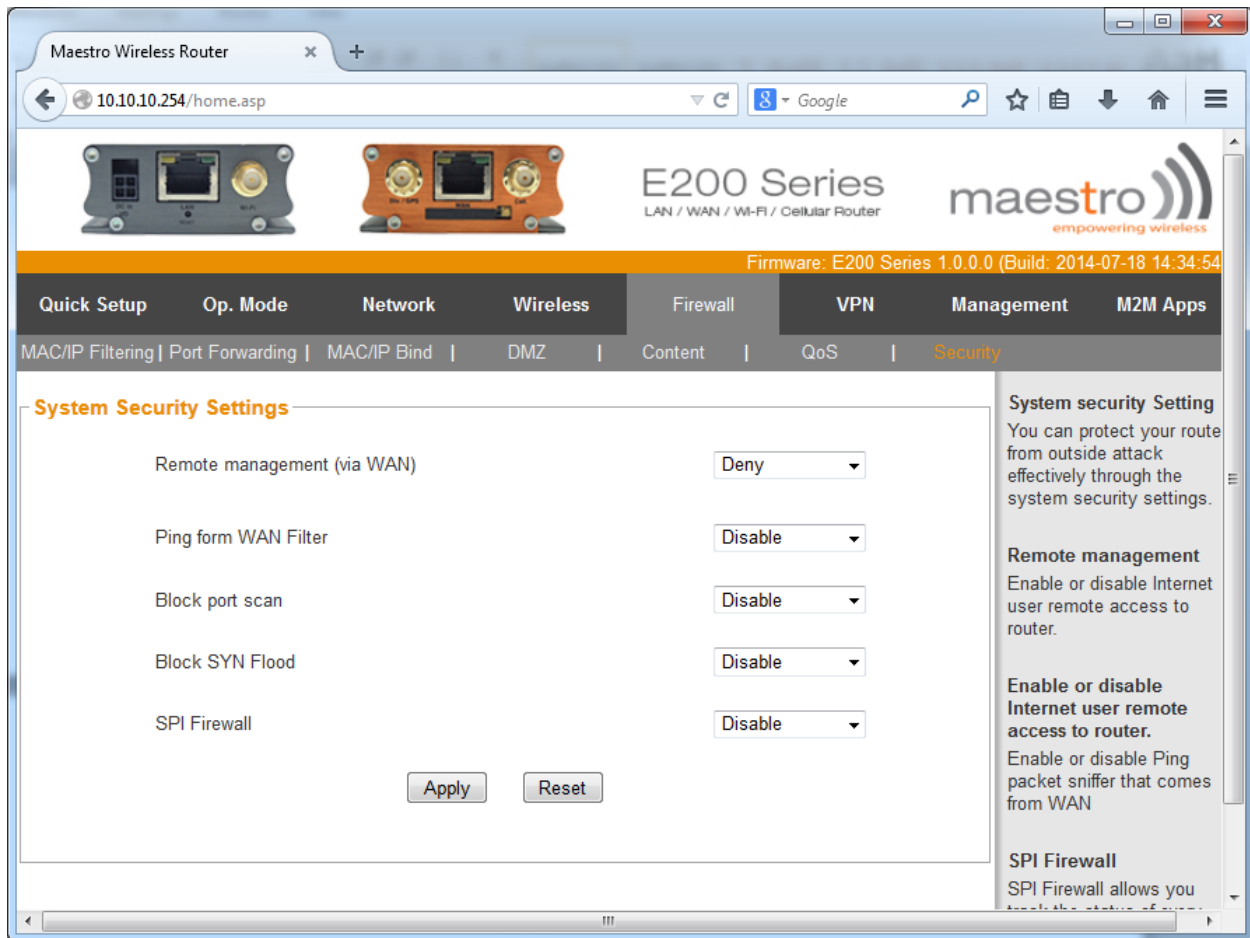 Maestro Wireless Router
10.10.10.254/home.asp
Google
E200 Series
LAN / WAN / Wi-Fi / Cellular Router
maestro
empowering wireless
Firmware: E200 Series 1.0.0.0 (Build: 2014-07-18 14:34:54
Quick Setup Op. Mode Network Wireless Firewall VPN Management M2M Apps
MAC/IP Filtering | Port Forwarding | MAC/IP Bind | DMZ | Content | QoS | Security
System Security Settings
Remote management (via WAN) Deny
Ping form WAN Filter Disable
Block port scan Disable
Block SYN Flood Disable
SPI Firewall Disable
Apply Reset
System security Setting
You can protect your route
from outside attack
effectively through the
system security settings.
Remote management
Enable or disable Internet
user remote access to
router.
Enable or disable
Internet user remote
access to router.
Enable or disable Ping
packet sniffer that comes
from WAN
SPI Firewall
SPI Firewall allows you